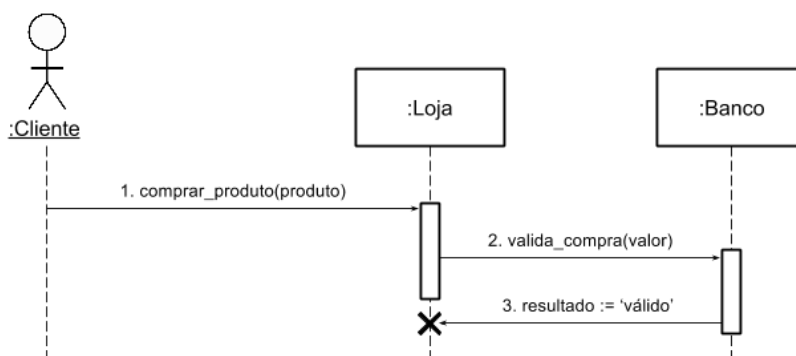 :Cliente
:Loja
:Banco
1. comprar_produto(produto)
2. valida_compra(valor)
3. resultado := ‘válido’